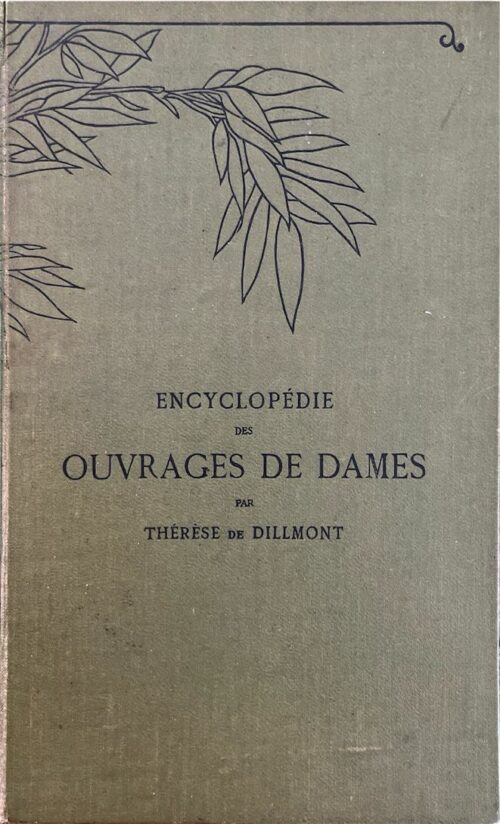 ENCYCLOPÉDIE
DES
OUVRAGES DE DAMES
PAR
THÉRÈSE DE DILLMONT